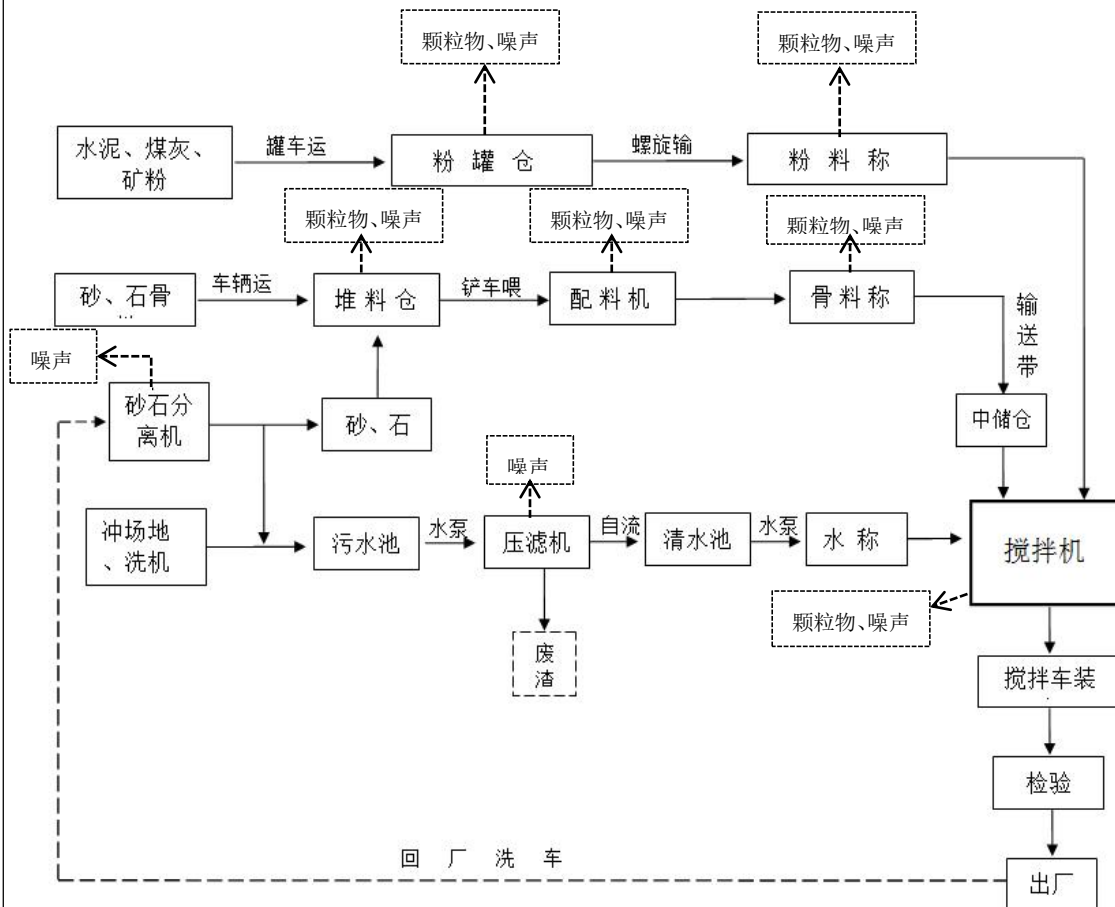 颗粒物、噪声
颗粒物、噪声
水泥、煤灰、
矿粉
罐车运
粉罐仓
螺旋输
粉料称
颗粒物、噪声
颗粒物、噪声
颗粒物、噪声
砂、石骨
车辆运
堆料仓
铲车喂
配料机
骨料称
输
送
带
噪声
砂石分
离机
砂、石
中储仓
噪声
冲场地
、洗机
污水池
水泵
压滤机
自流
清水池
水泵
水称
搅拌机
颗粒物、噪声
废
渣
搅拌车装
检验
回厂洗车
出厂